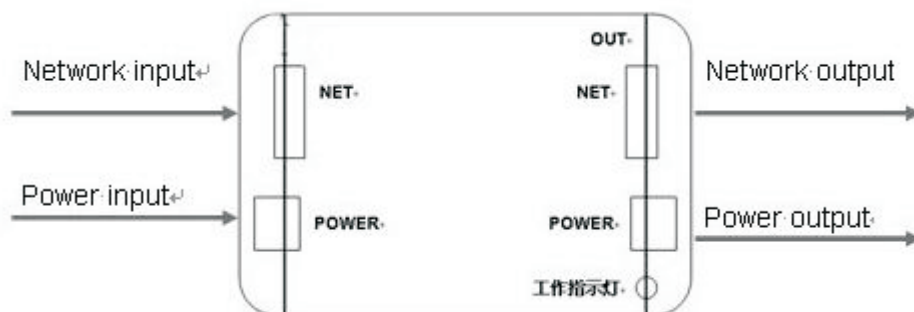 OUT
Network input
NET
NET
Network output
Power input
POWER
POWER
Power output
工作指示灯